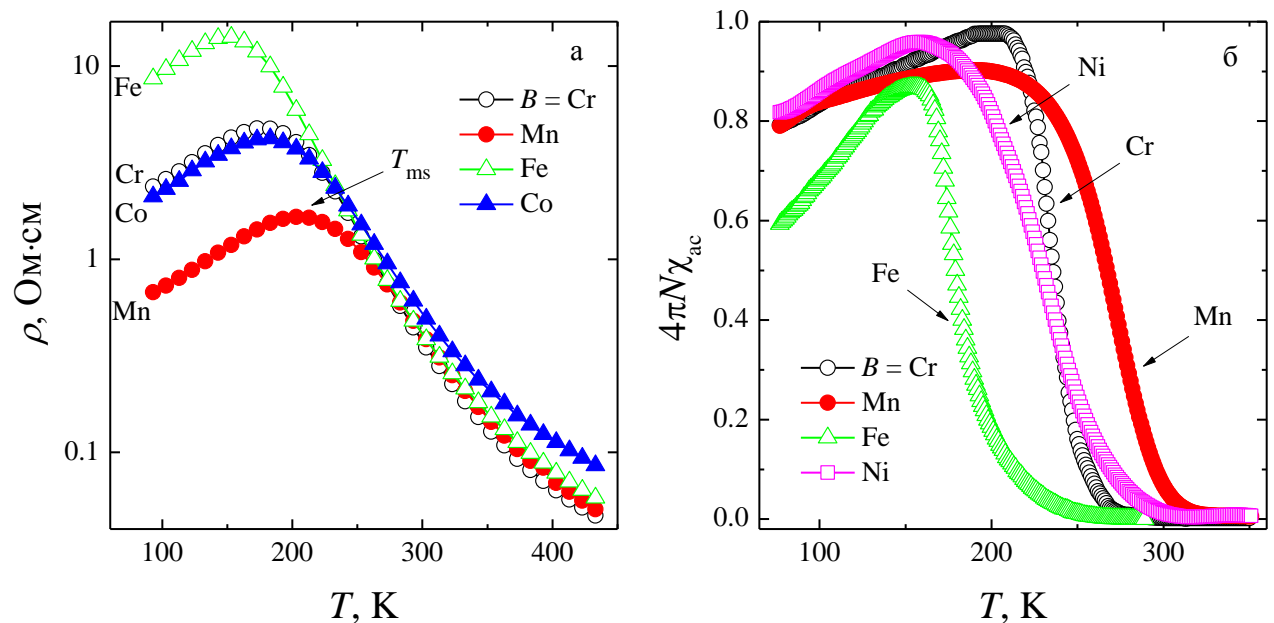 а
10
1
0.1
ρ, Ом·см
Fe
Cr
Co
Mn
T_ms
B = Cr
Mn
Fe
Co
100 200 300 400
T, K
б
1.0
0.8
0.6
0.4
0.2
0.0
4πNχ_ac
Ni
Cr
Fe
Mn
B = Cr
Mn
Fe
Ni
100 200 300
T, K